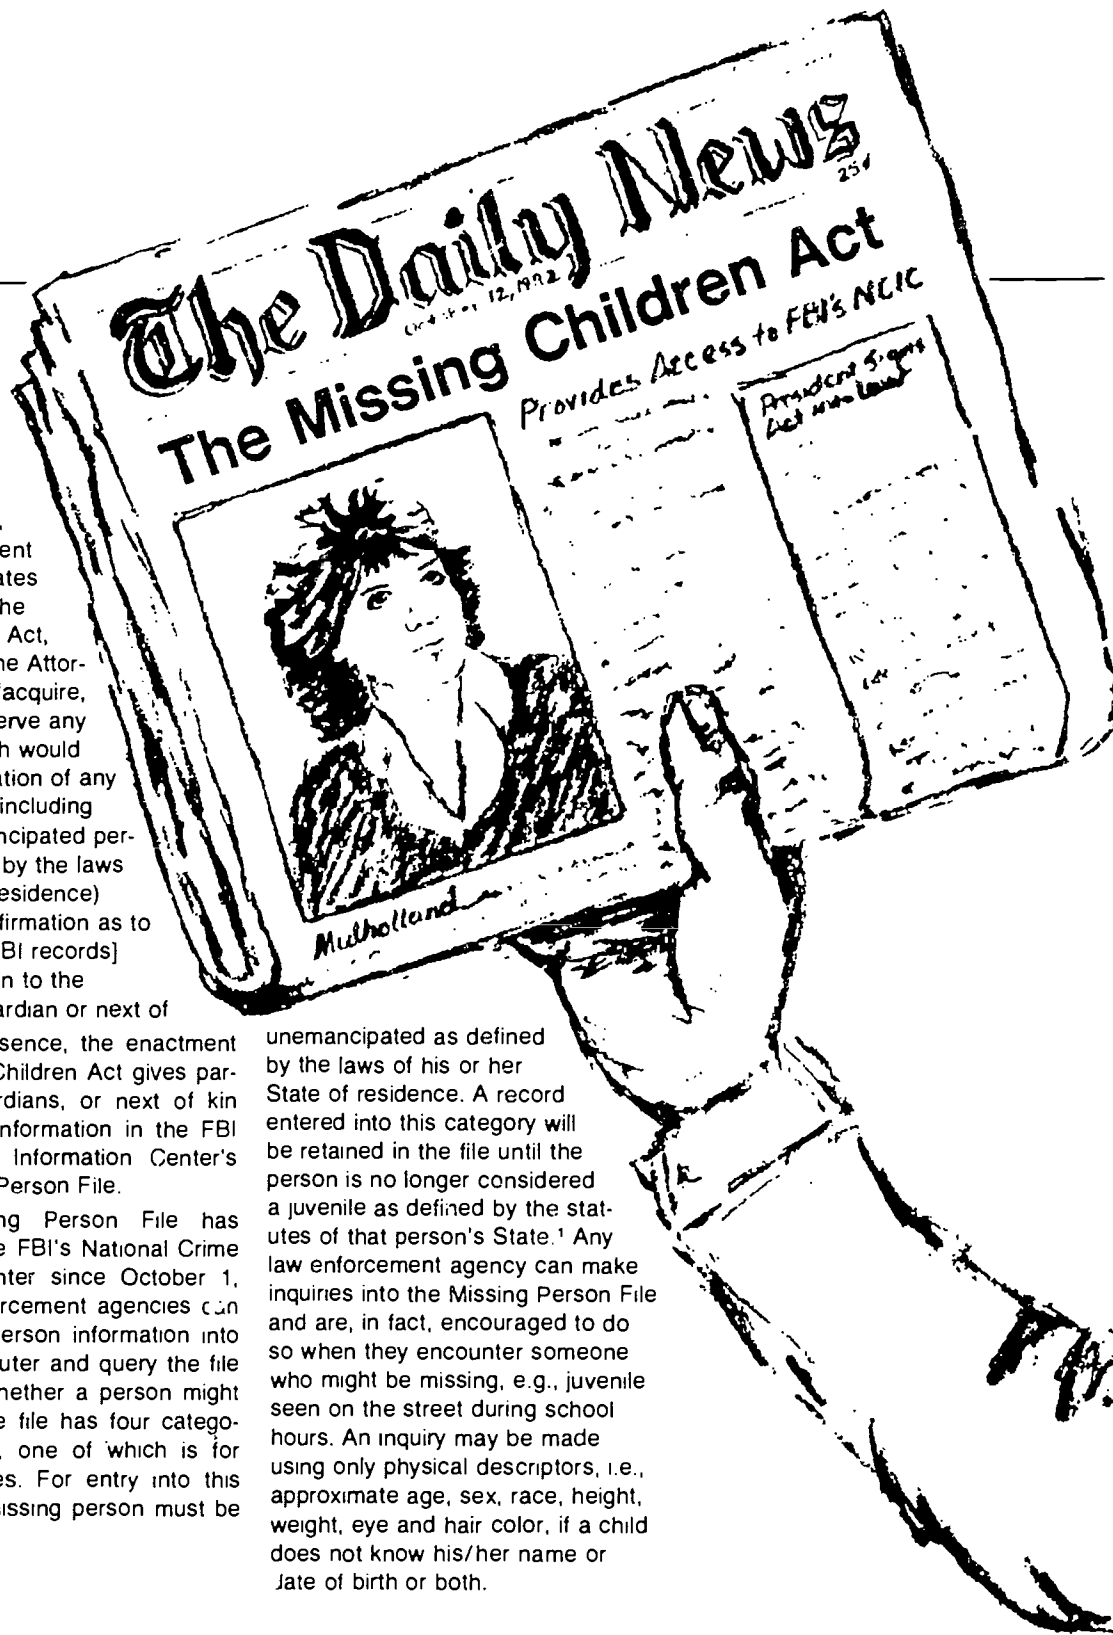 The Daily News
25¢
12, 1982
The Missing Children Act
Provides Access to FBI's NCIC
President Signs
Act into Law
Mulholland
ent
ates
he
Act,
ne Attor-
acquire,
erve any
h would
ation of any
including
ncipated per-
by the laws
esidence)
firmation as to
BI records]
n to the
ardian or next of
sence, the enactment
Children Act gives par-
rdians, or next of kin
nformation in the FBI
Information Center's
Person File.
ng Person File has
e FBI's National Crime
nter since October 1,
rcement agencies can
erson information into
uter and query the file
hether a person might
e file has four catego-
, one of which is for
es. For entry into this
issing person must be
unemancipated as defined
by the laws of his or her
State of residence. A record
entered into this category will
be retained in the file until the
person is no longer considered
a juvenile as defined by the stat-
utes of that person's State.¹ Any
law enforcement agency can make
inquiries into the Missing Person File
and are, in fact, encouraged to do
so when they encounter someone
who might be missing, e.g., juvenile
seen on the street during school
hours. An inquiry may be made
using only physical descriptors, i.e.,
approximate age, sex, race, height,
weight, eye and hair color, if a child
does not know his/her name or
date of birth or both.